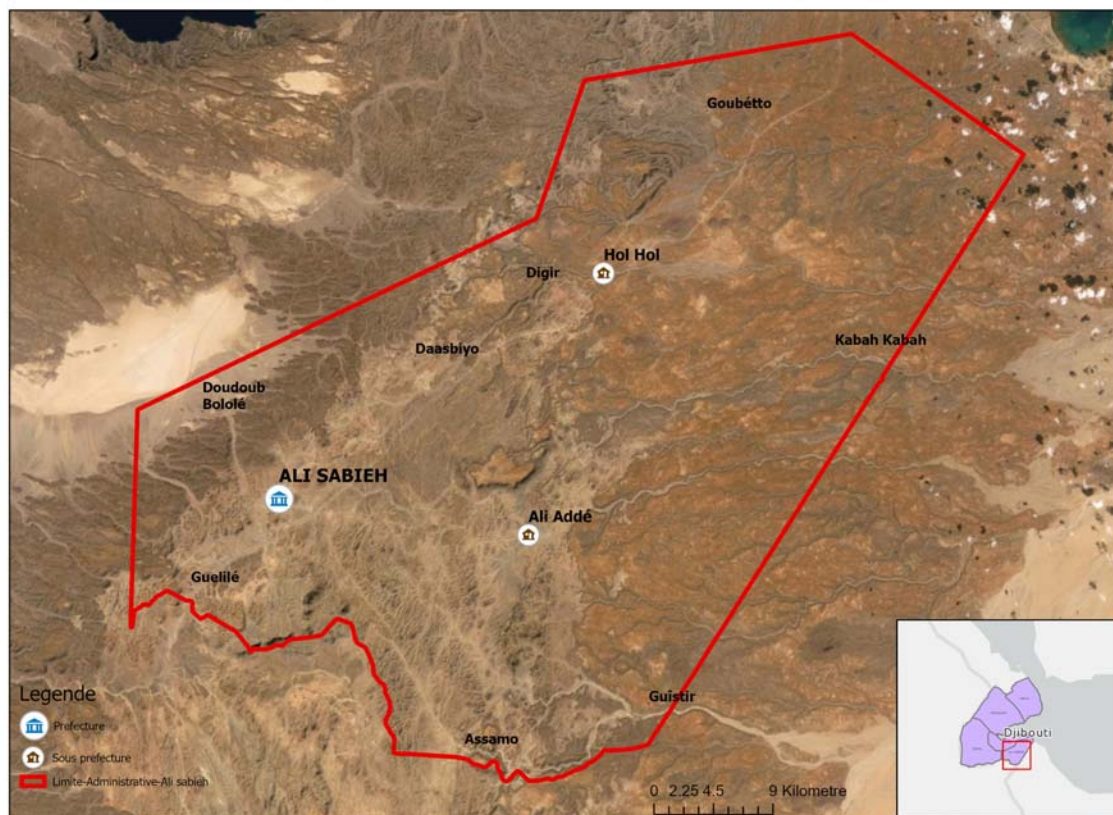 Goubétto
Hol Hol
Digir
Kabah Kabah
Daasbiyo
Doudoub
Bololé
ALI SABIEH
Ali Addé
Guelilé
Guistir
Assamo
Legende
Prefecture
Sous prefecture
Limite-Administrative-Ali sabieh
0 2.25 4.5 9 Kilometre
Djibouti